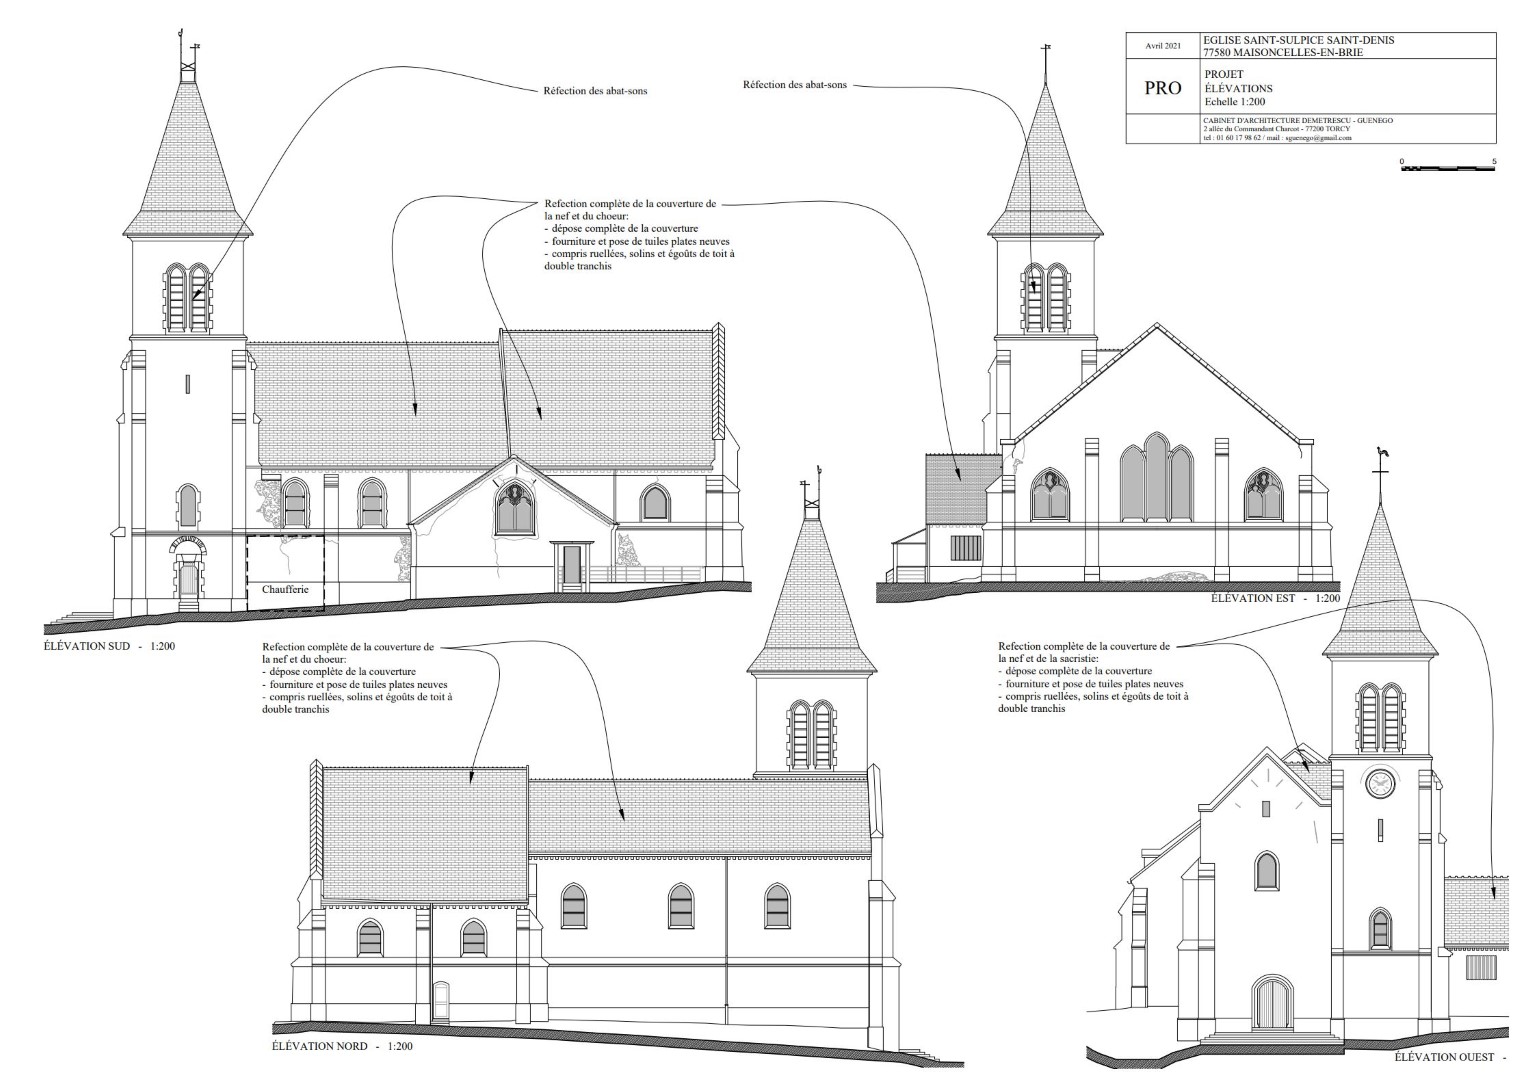 Avril 2021
EGLISE SAINT-SULPICE SAINT-DENIS
77580 MAISONCELLES-EN-BRIE
PRO
PROJET
ÉLÉVATIONS
Echelle 1:200
CABINET D'ARCHITECTURE DEMETRESCU - GUENEGO
2 allée du Commandant Charcot - 77200 TORCY
tel : 01 60 17 98 62 / mail : sguenego@gmail.com
0 5
Réfection des abat-sons
Réfection des abat-sons
Refection complète de la couverture de
la nef et du choeur:
- dépose complète de la couverture
- fourniture et pose de tuiles plates neuves
- compris ruellées, solins et égoûts de toit à
double tranchis
Chaufferie
ÉLÉVATION SUD - 1:200
ÉLÉVATION EST - 1:200
Refection complète de la couverture de
la nef et du choeur:
- dépose complète de la couverture
- fourniture et pose de tuiles plates neuves
- compris ruellées, solins et égoûts de toit à
double tranchis
Refection complète de la couverture de
la nef et de la sacristie:
- dépose complète de la couverture
- fourniture et pose de tuiles plates neuves
- compris ruellées, solins et égoûts de toit à
double tranchis
ÉLÉVATION NORD - 1:200
ÉLÉVATION OUEST -